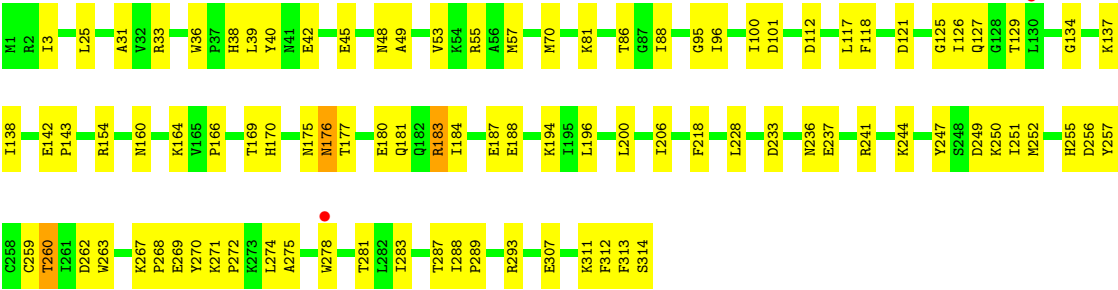 M1 R2 I3 L25 A31 V32 R33 W36 P37 H38 L39 Y40 N41 E42 E45 N48 A49 V53 K54 R55 A56 M57 M70 K81 T86 G87 I88 G95 I96 I100 D101 D112 L117 F118 D121 G125 I126 Q127 G128 T129 L130 G134 K137
I138 E142 P143 R154 N160 K164 V165 P166 T169 H170 N175 N176 T177 E180 Q181 Q182 R183 I184 E187 E188 K194 I195 L196 L200 I206 F218 L228 D233 N236 E237 R241 K244 Y247 S248 D249 K250 I251 M252 H255 D256 Y257
C258 C259 T260 I261 D262 W263 K267 P268 E269 Y270 K271 P272 K273 L274 A275 W278 T281 L282 I283 T287 I288 P289 R293 E307 K311 F312 F313 S314